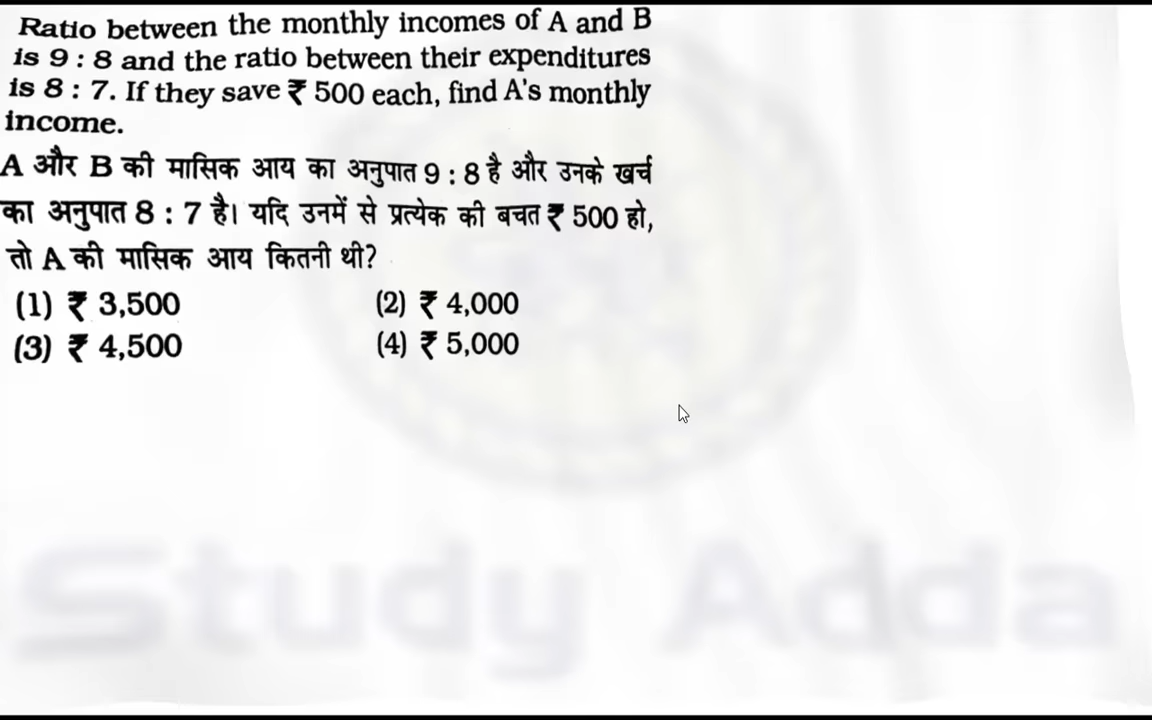 Ratio between the monthly incomes of A and B
is 9 : 8 and the ratio between their expenditures
is 8 : 7. If they save ₹ 500 each, find A's monthly
income.
A और B की मासिक आय का अनुपात 9 : 8 है और उनके खर्च
का अनुपात 8 : 7 है। यदि उनमें से प्रत्येक की बचत ₹ 500 हो,
तो A की मासिक आय कितनी थी?
(1) ₹ 3,500 (2) ₹ 4,000
(3) ₹ 4,500 (4) ₹ 5,000
Study Adda